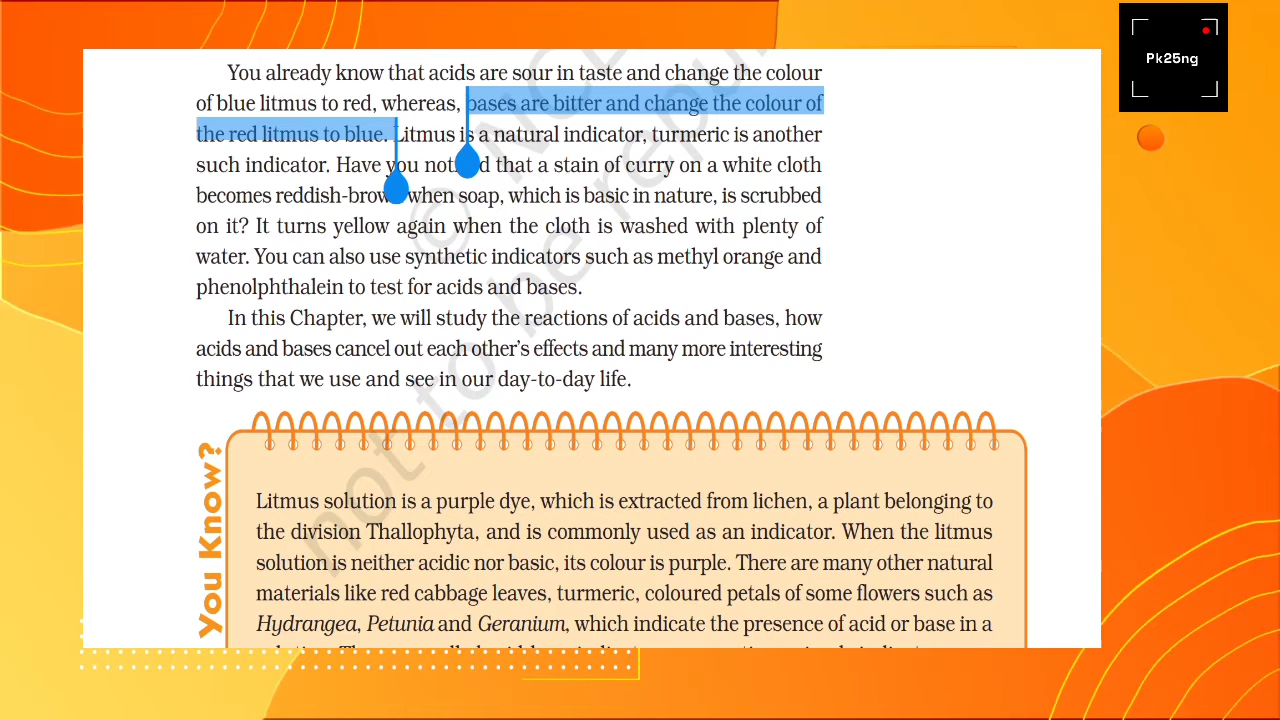 Pk25ng
You already know that acids are sour in taste and change the colour
of blue litmus to red, whereas, bases are bitter and change the colour of
the red litmus to blue. Litmus is a natural indicator, turmeric is another
such indicator. Have you noticed that a stain of curry on a white cloth
becomes reddish-brown when soap, which is basic in nature, is scrubbed
on it? It turns yellow again when the cloth is washed with plenty of
water. You can also use synthetic indicators such as methyl orange and
phenolphthalein to test for acids and bases.
In this Chapter, we will study the reactions of acids and bases, how
acids and bases cancel out each other's effects and many more interesting
things that we use and see in our day-to-day life.
You Know?
Litmus solution is a purple dye, which is extracted from lichen, a plant belonging to
the division Thallophyta, and is commonly used as an indicator. When the litmus
solution is neither acidic nor basic, its colour is purple. There are many other natural
materials like red cabbage leaves, turmeric, coloured petals of some flowers such as
Hydrangea, Petunia and Geranium, which indicate the presence of acid or base in a
not to be